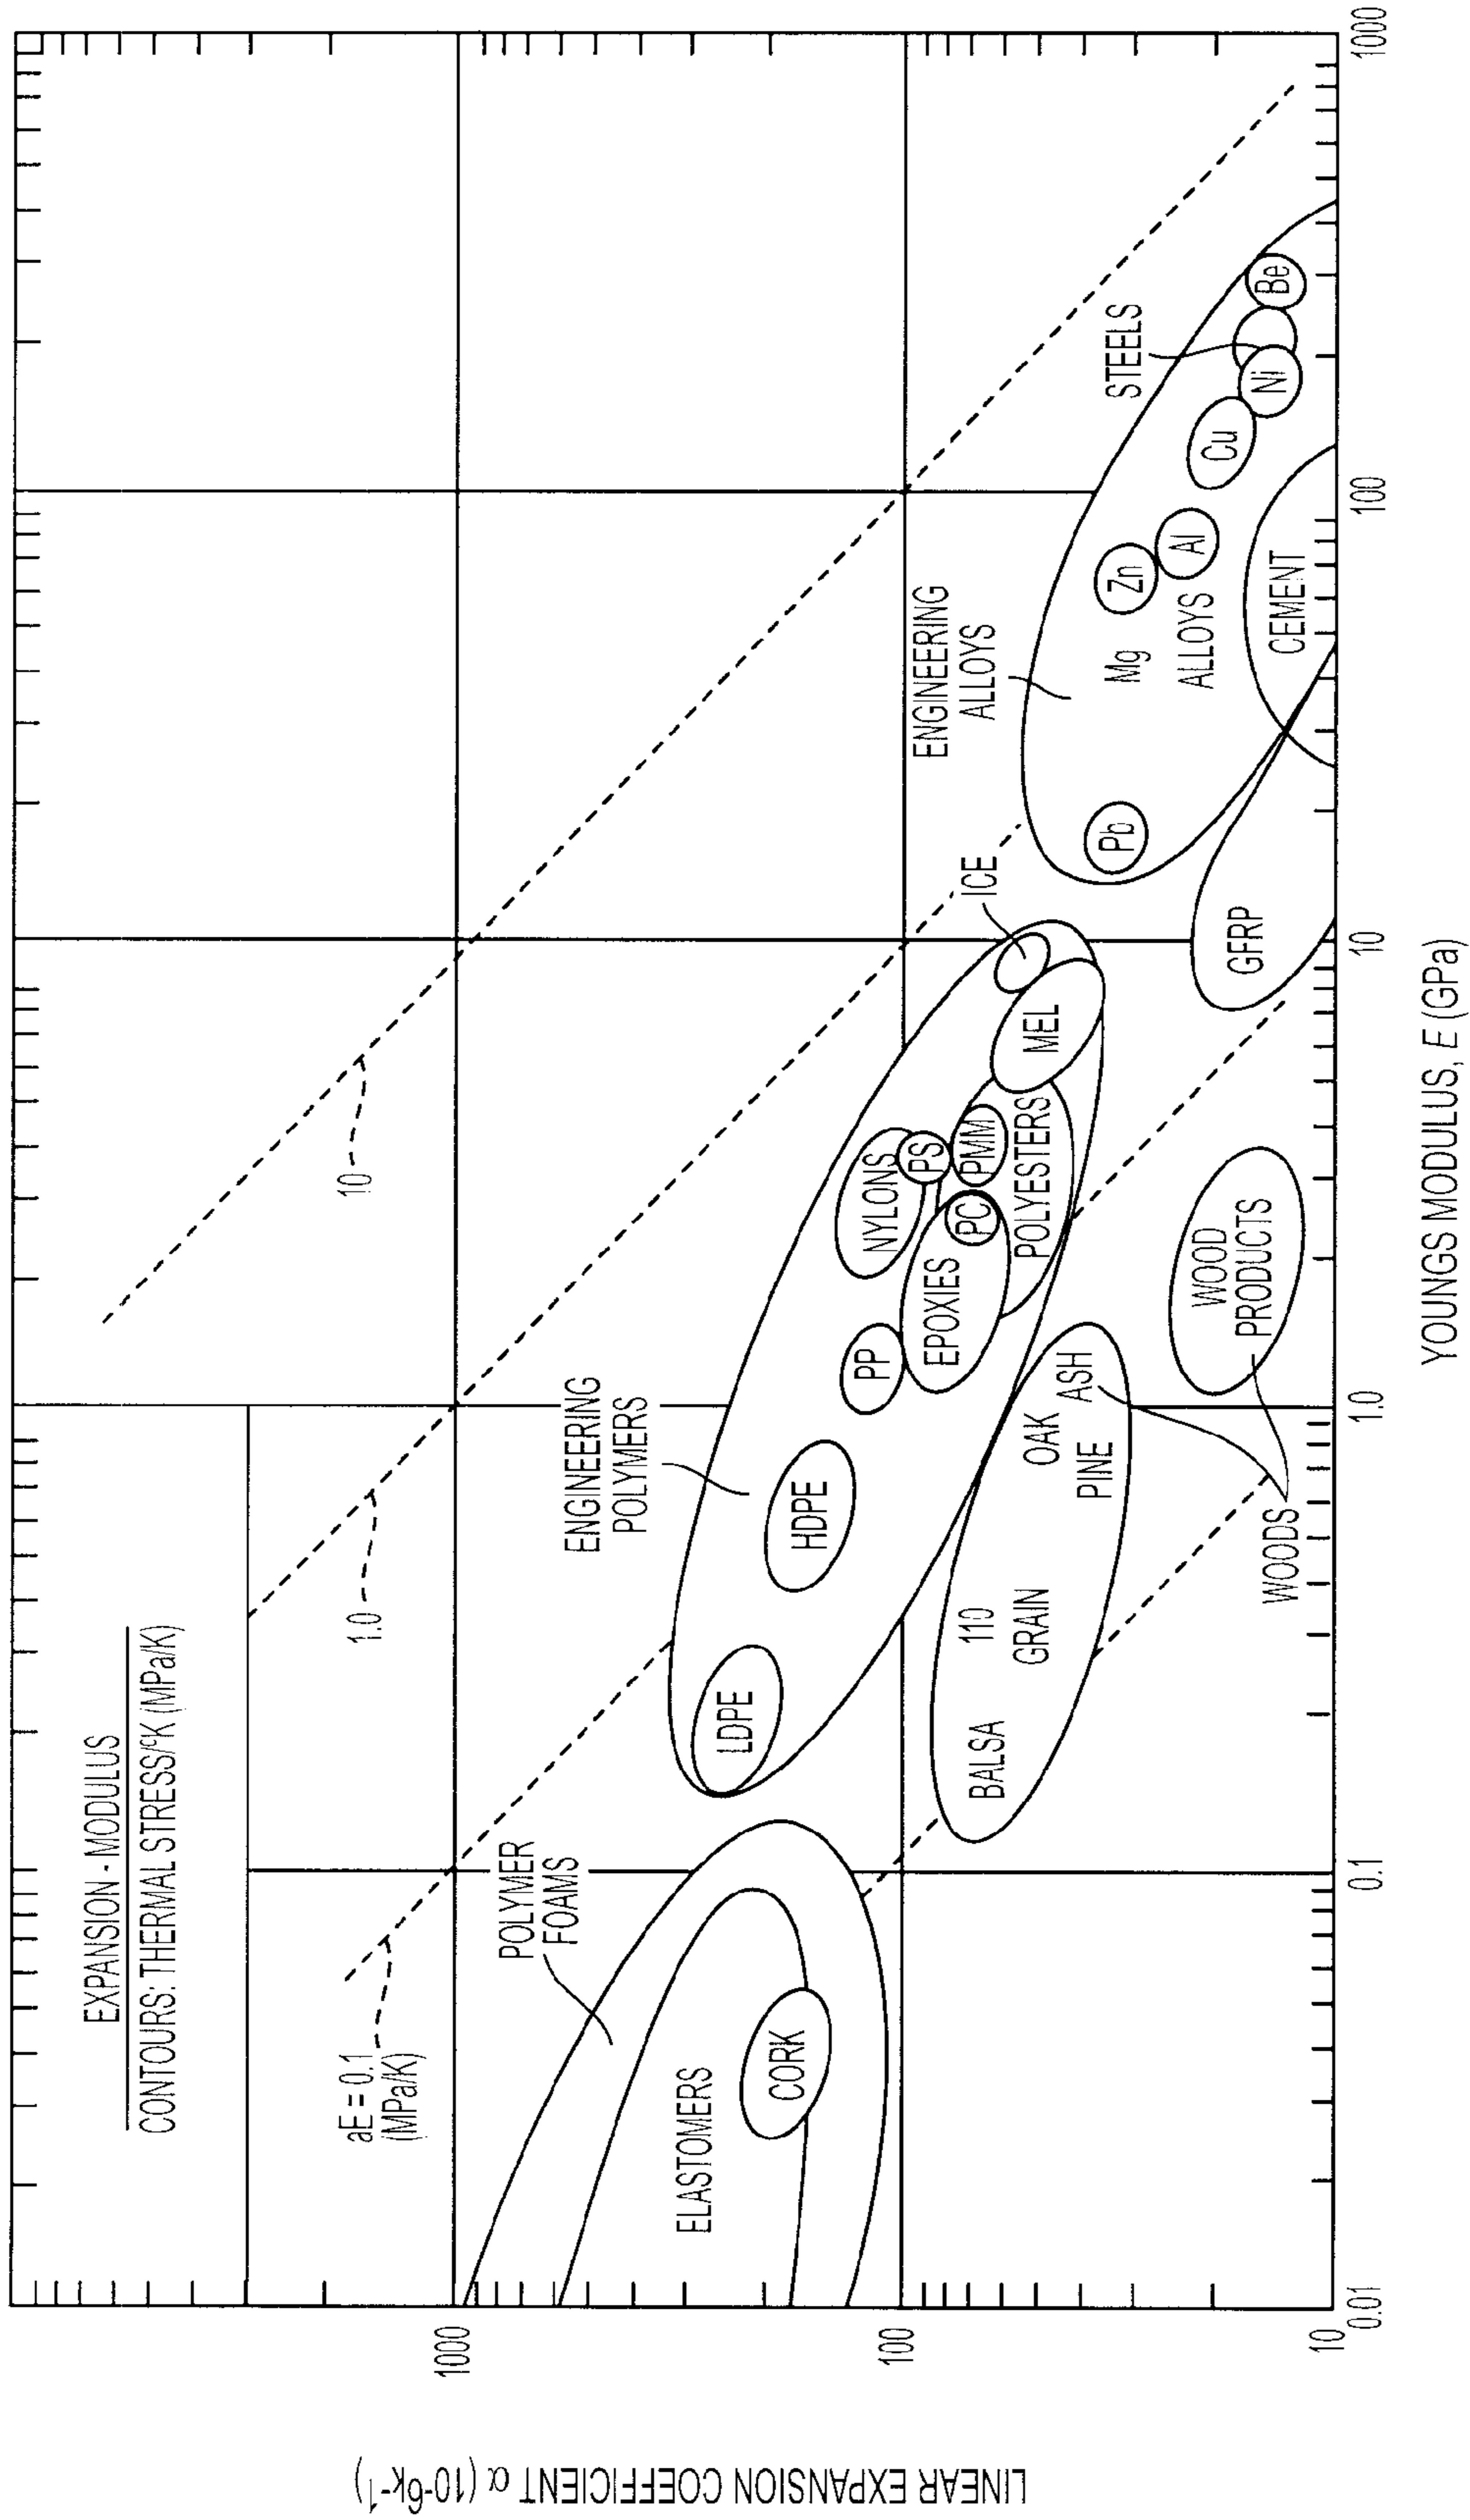 EXPANSION - MODULUS
CONTOURS: THERMAL STRESS/°K (MPa/K)
aE = 0.1
(MPa/K)
1.0
10
POLYMER
FOAMS
ELASTOMERS
CORK
ENGINEERING
POLYMERS
LDPE
HDPE
PP
NYLONS
PS
EPOXIES
PC
PMM
POLYESTERS
MEL
ICE
BALSA
110
GRAIN
OAK
ASH
PINE
WOODS
WOOD
PRODUCTS
ENGINEERING
ALLOYS
Pb
Mg
ALLOYS
Zn
Al
CEMENT
GFRP
STEELS
Cu
Ni
Be
LINEAR EXPANSION COEFFICIENT α (10⁻⁶k⁻¹)
1000
100
10
0.01
0.1
1.0
10
100
1000
YOUNGS MODULUS, E (GPa)